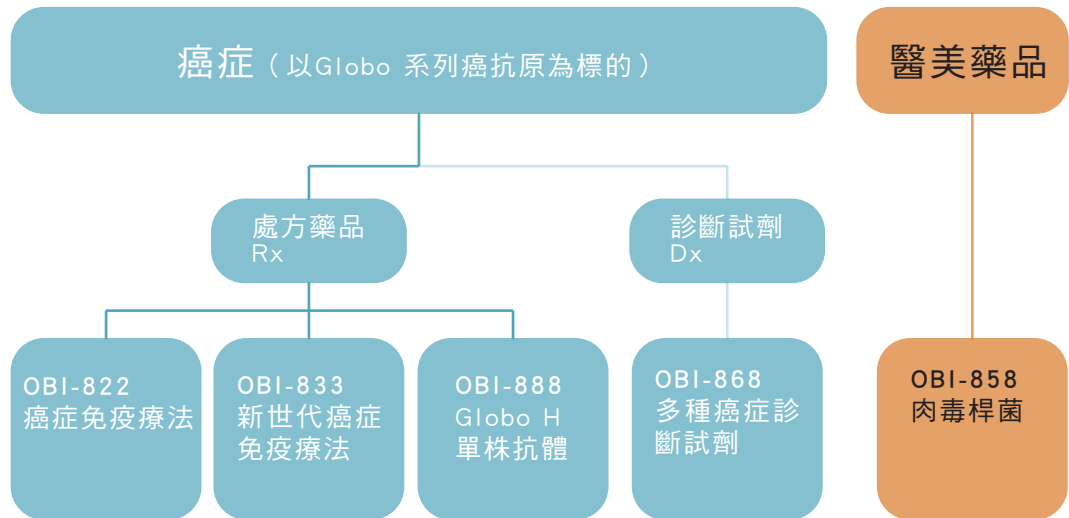 癌症（以Globo 系列癌抗原為標的）
醫美藥品
處方藥品
Rx
診斷試劑
Dx
OBI-822
癌症免疫療法
OBI-833
新世代癌症
免疫療法
OBI-888
Globo H
單株抗體
OBI-868
多種癌症診
斷試劑
OBI-858
肉毒桿菌